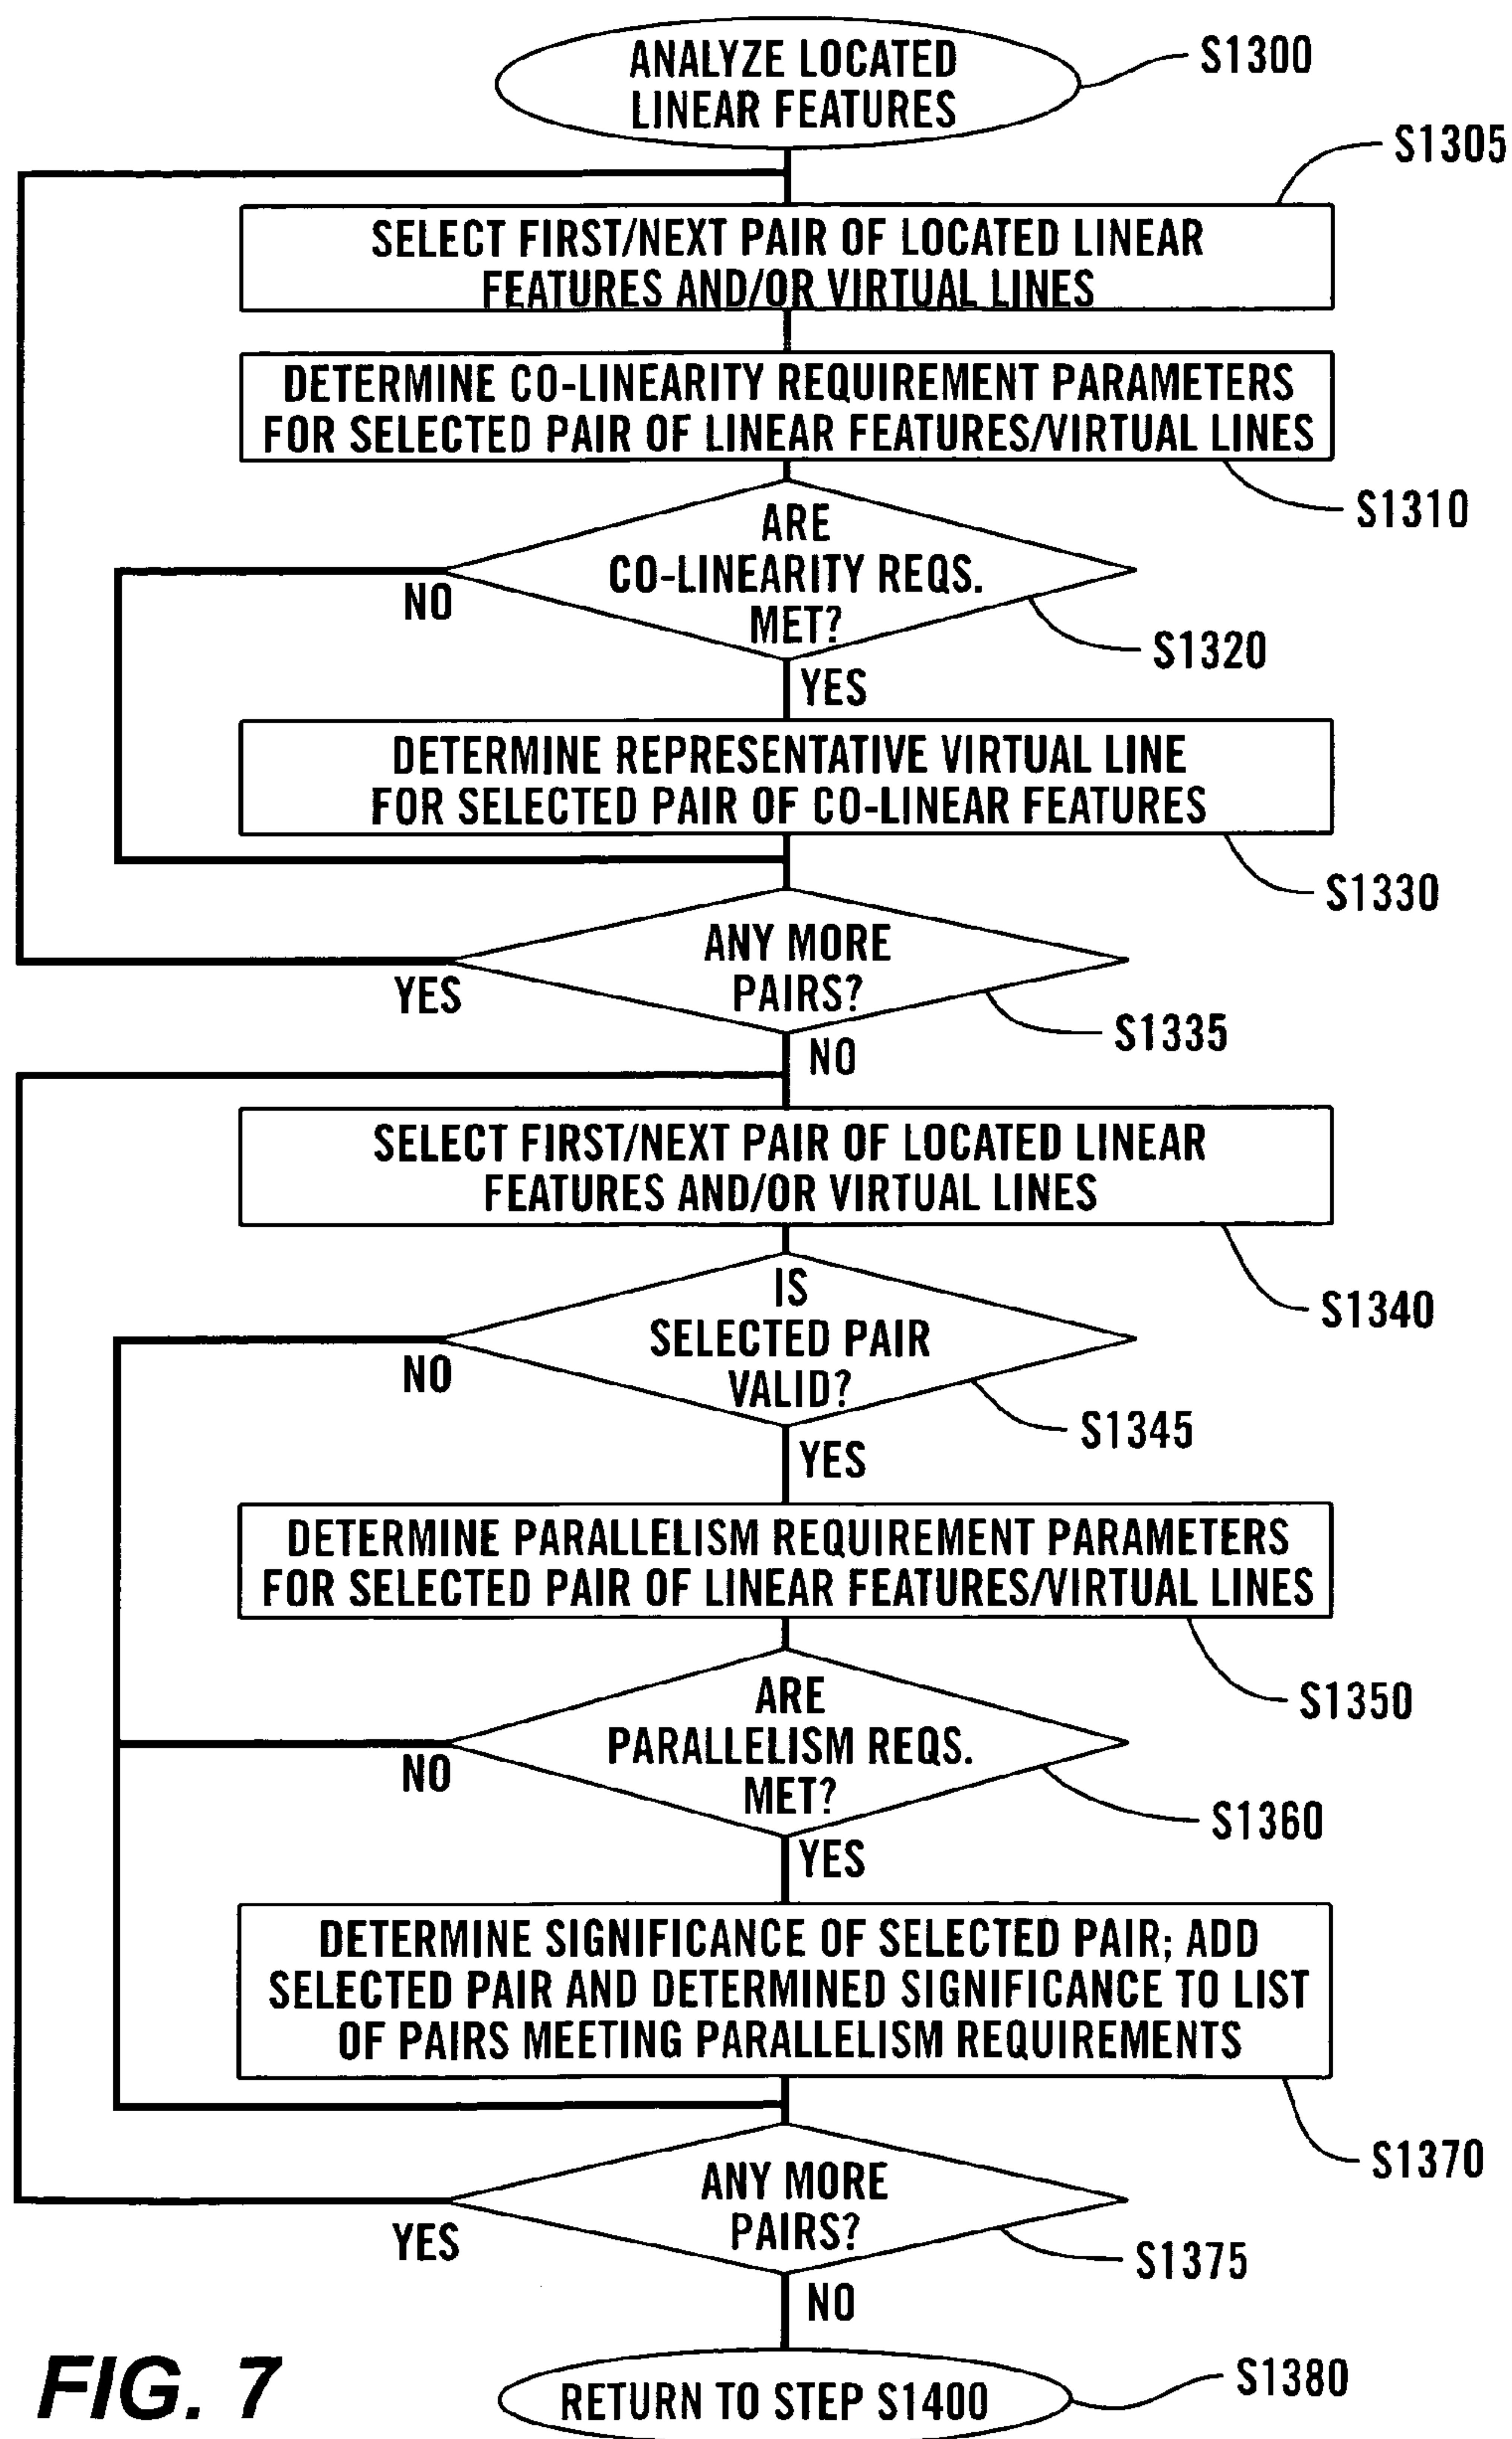 ANALYZE LOCATED
LINEAR FEATURES
S1300
S1305
SELECT FIRST/NEXT PAIR OF LOCATED LINEAR
FEATURES AND/OR VIRTUAL LINES
DETERMINE CO-LINEARITY REQUIREMENT PARAMETERS
FOR SELECTED PAIR OF LINEAR FEATURES/VIRTUAL LINES
S1310
ARE
CO-LINEARITY REQS.
MET?
NO
S1320
YES
DETERMINE REPRESENTATIVE VIRTUAL LINE
FOR SELECTED PAIR OF CO-LINEAR FEATURES
S1330
ANY MORE
PAIRS?
YES
S1335
NO
SELECT FIRST/NEXT PAIR OF LOCATED LINEAR
FEATURES AND/OR VIRTUAL LINES
S1340
IS
SELECTED PAIR
VALID?
NO
S1345
YES
DETERMINE PARALLELISM REQUIREMENT PARAMETERS
FOR SELECTED PAIR OF LINEAR FEATURES/VIRTUAL LINES
S1350
ARE
PARALLELISM REQS.
MET?
NO
S1360
YES
DETERMINE SIGNIFICANCE OF SELECTED PAIR; ADD
SELECTED PAIR AND DETERMINED SIGNIFICANCE TO LIST
OF PAIRS MEETING PARALLELISM REQUIREMENTS
S1370
ANY MORE
PAIRS?
YES
S1375
NO
RETURN TO STEP S1400
S1380
FIG. 7